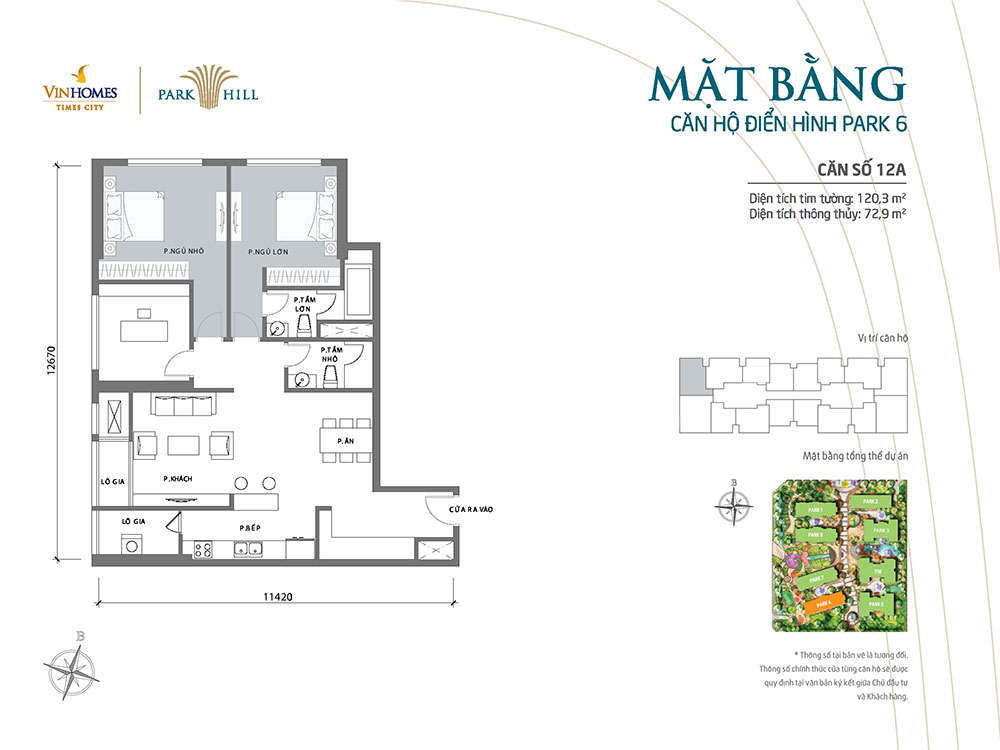 VINHOMES
TIMES CITY
PARK HILL
MẶT BẰNG
CĂN HỘ ĐIỂN HÌNH PARK 6
CĂN SỐ 12A
Diện tích tim tường: 120,3 m²
Diện tích thông thủy: 72,9 m²
P.NGỦ NHỎ
P.NGỦ LỚN
P.TẮM
LỚN
P.TẮM
NHỎ
P.ĂN
P.KHÁCH
LÔ GIA
LÔ GIA
P.BẾP
CỬA RA VÀO
12670
11420
B
Vị trí căn hộ
Mặt bằng tổng thể dự án
B
PARK 1
PARK 2
PARK 3
PARK 8
T18
PARK 7
PARK 6
PARK 5
* Thông số tại bản vẽ là tương đối.
Thông số chính thức của từng căn hộ sẽ được
quy định tại văn bản ký kết giữa Chủ đầu tư
và Khách hàng.